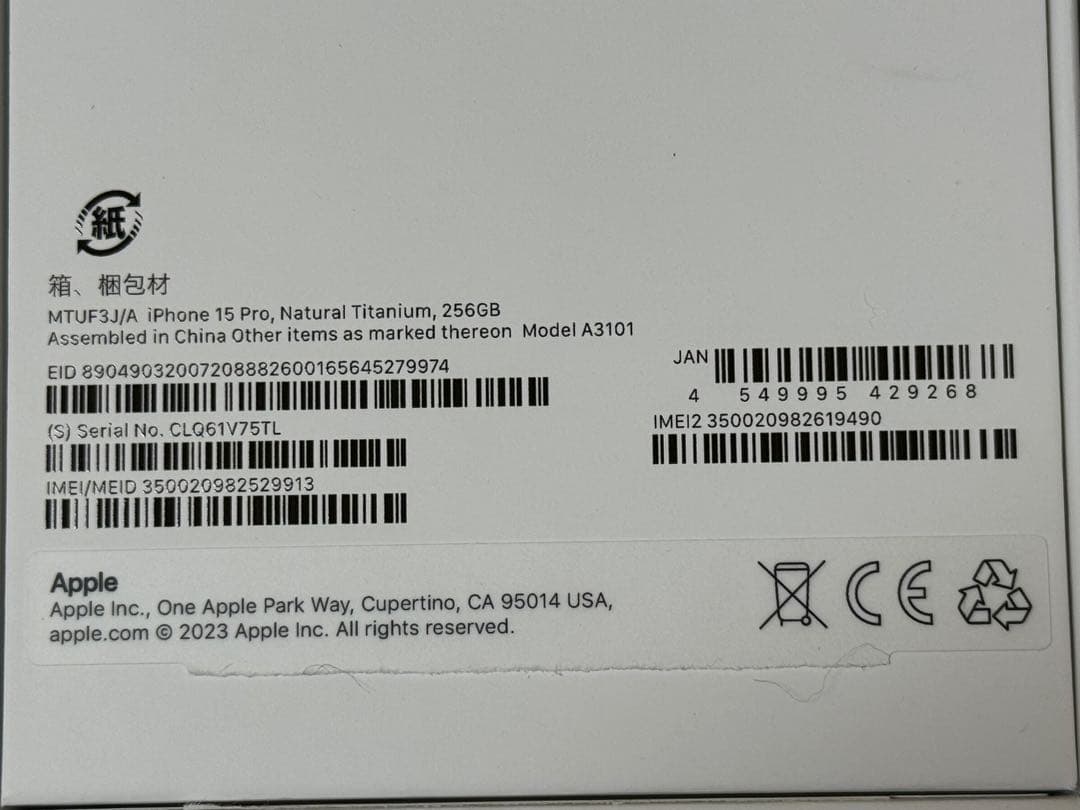 紙
箱、梱包材
MTUF3J/A iPhone 15 Pro, Natural Titanium, 256GB
Assembled in China Other items as marked thereon Model A3101
EID 89049032007208882600165645279974
JAN
4 549995 429268
(S) Serial No. CLQ61V75TL
IMEI2 350020982619490
IMEI/MEID 350020982529913
Apple
Apple Inc., One Apple Park Way, Cupertino, CA 95014 USA,
apple.com © 2023 Apple Inc. All rights reserved.
CE